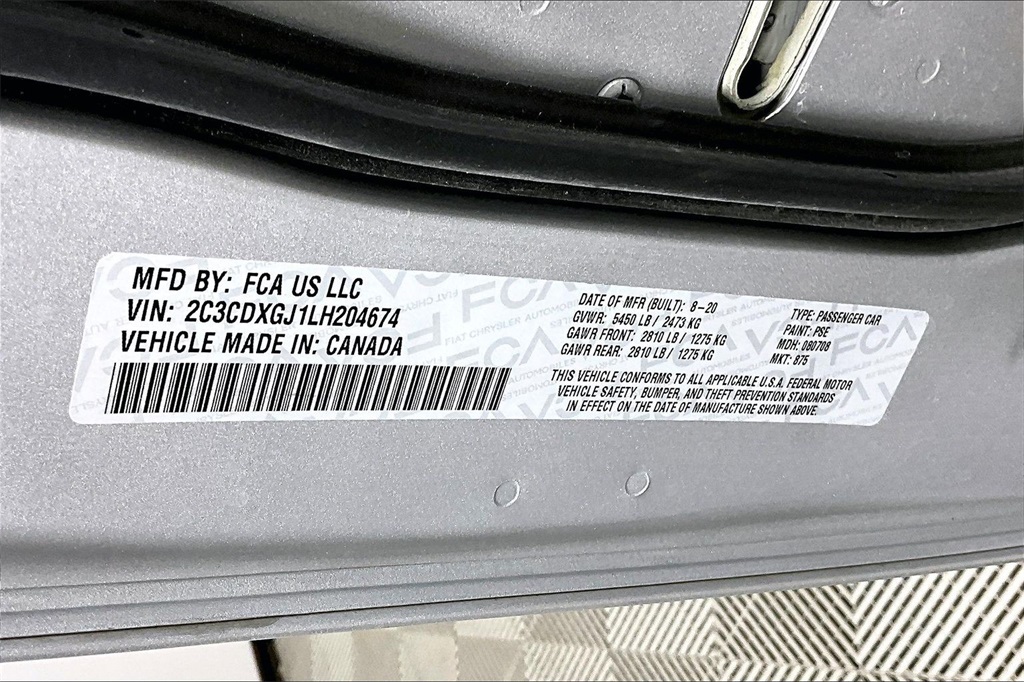 MFD BY: FCA US LLC
VIN: 2C3CDXGJ1LH204674
VEHICLE MADE IN: CANADA
DATE OF MFR (BUILT): 8-20
GVWR: 5450 LB / 2473 KG
GAWR FRONT: 2810 LB / 1275 KG
GAWR REAR: 2810 LB / 1275 KG
TYPE: PASSENGER CAR
PAINT: PSE
MDH: 080708
MKT: 875
THIS VEHICLE CONFORMS TO ALL APPLICABLE U.S.A. FEDERAL MOTOR
VEHICLE SAFETY, BUMPER, AND THEFT PREVENTION STANDARDS
IN EFFECT ON THE DATE OF MANUFACTURE SHOWN ABOVE.